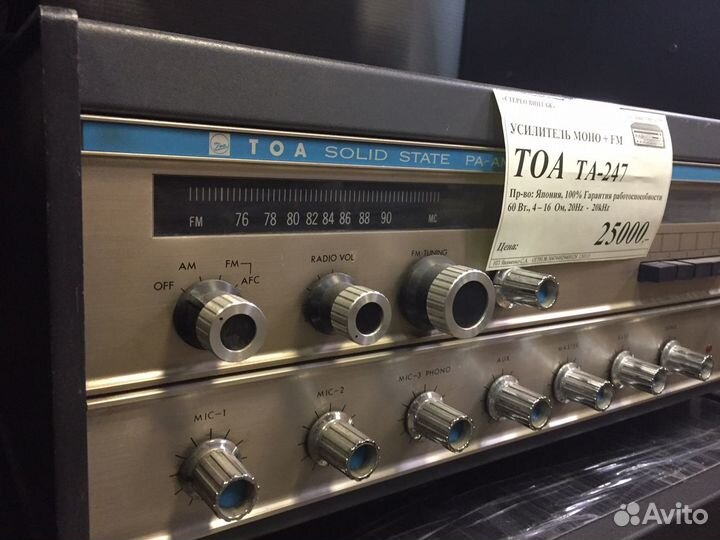 «СТЕРЕО ВИНТАЖ»
УСИЛИТЕЛЬ МОНО + FM
TOA TA-247
Пр-во: Япония, 100% Гарантия работоспособности
60 Вт., 4 – 16 Ом, 20Hz - 20kHz
Цена: 25000.-
TOA SOLID STATE PA-AM
FM 76 78 80 82 84 86 88 90 MC
OFF AM FM AFC
RADIO VOL
FM-TUNING
MIC-1
MIC-2
MIC-3 PHONO
AUX
MASTER
BASS
Avito